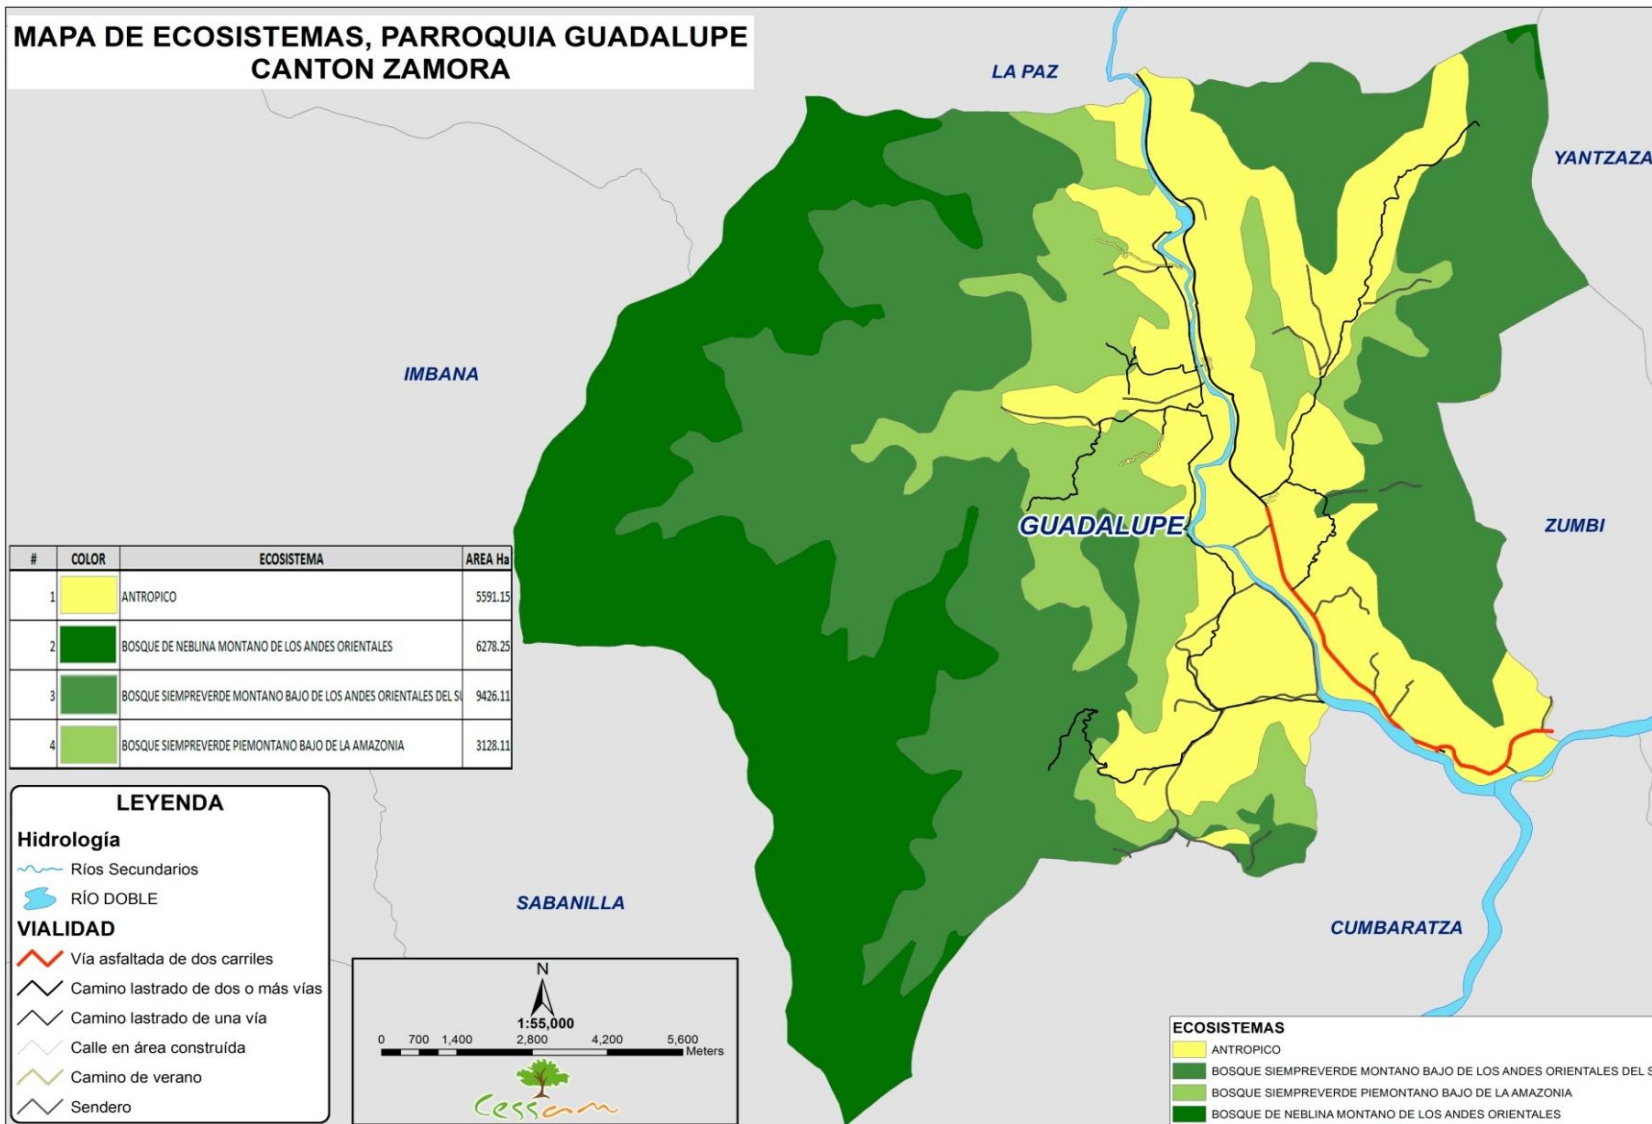 MAPA DE ECOSISTEMAS, PARROQUIA GUADALUPE
CANTON ZAMORA
LA PAZ
YANTZAZA
IMBANA
GUADALUPE
ZUMBI
SABANILLA
CUMBARATZA
# COLOR ECOSISTEMA AREA Ha
1 ANTROPICO 5591.15
2 BOSQUE DE NEBLINA MONTANO DE LOS ANDES ORIENTALES 6278.25
3 BOSQUE SIEMPREVERDE MONTANO BAJO DE LOS ANDES ORIENTALES DEL SU 9426.11
4 BOSQUE SIEMPREVERDE PIEMONTANO BAJO DE LA AMAZONIA 3128.11
LEYENDA
Hidrología
Ríos Secundarios
RÍO DOBLE
VIALIDAD
Vía asfaltada de dos carriles
Camino lastrado de dos o más vías
Camino lastrado de una vía
Calle en área construída
Camino de verano
Sendero
N
1:55,000
0 700 1,400 2,800 4,200 5,600
Meters
Cessam
ECOSISTEMAS
ANTROPICO
BOSQUE SIEMPREVERDE MONTANO BAJO DE LOS ANDES ORIENTALES DEL S
BOSQUE SIEMPREVERDE PIEMONTANO BAJO DE LA AMAZONIA
BOSQUE DE NEBLINA MONTANO DE LOS ANDES ORIENTALES